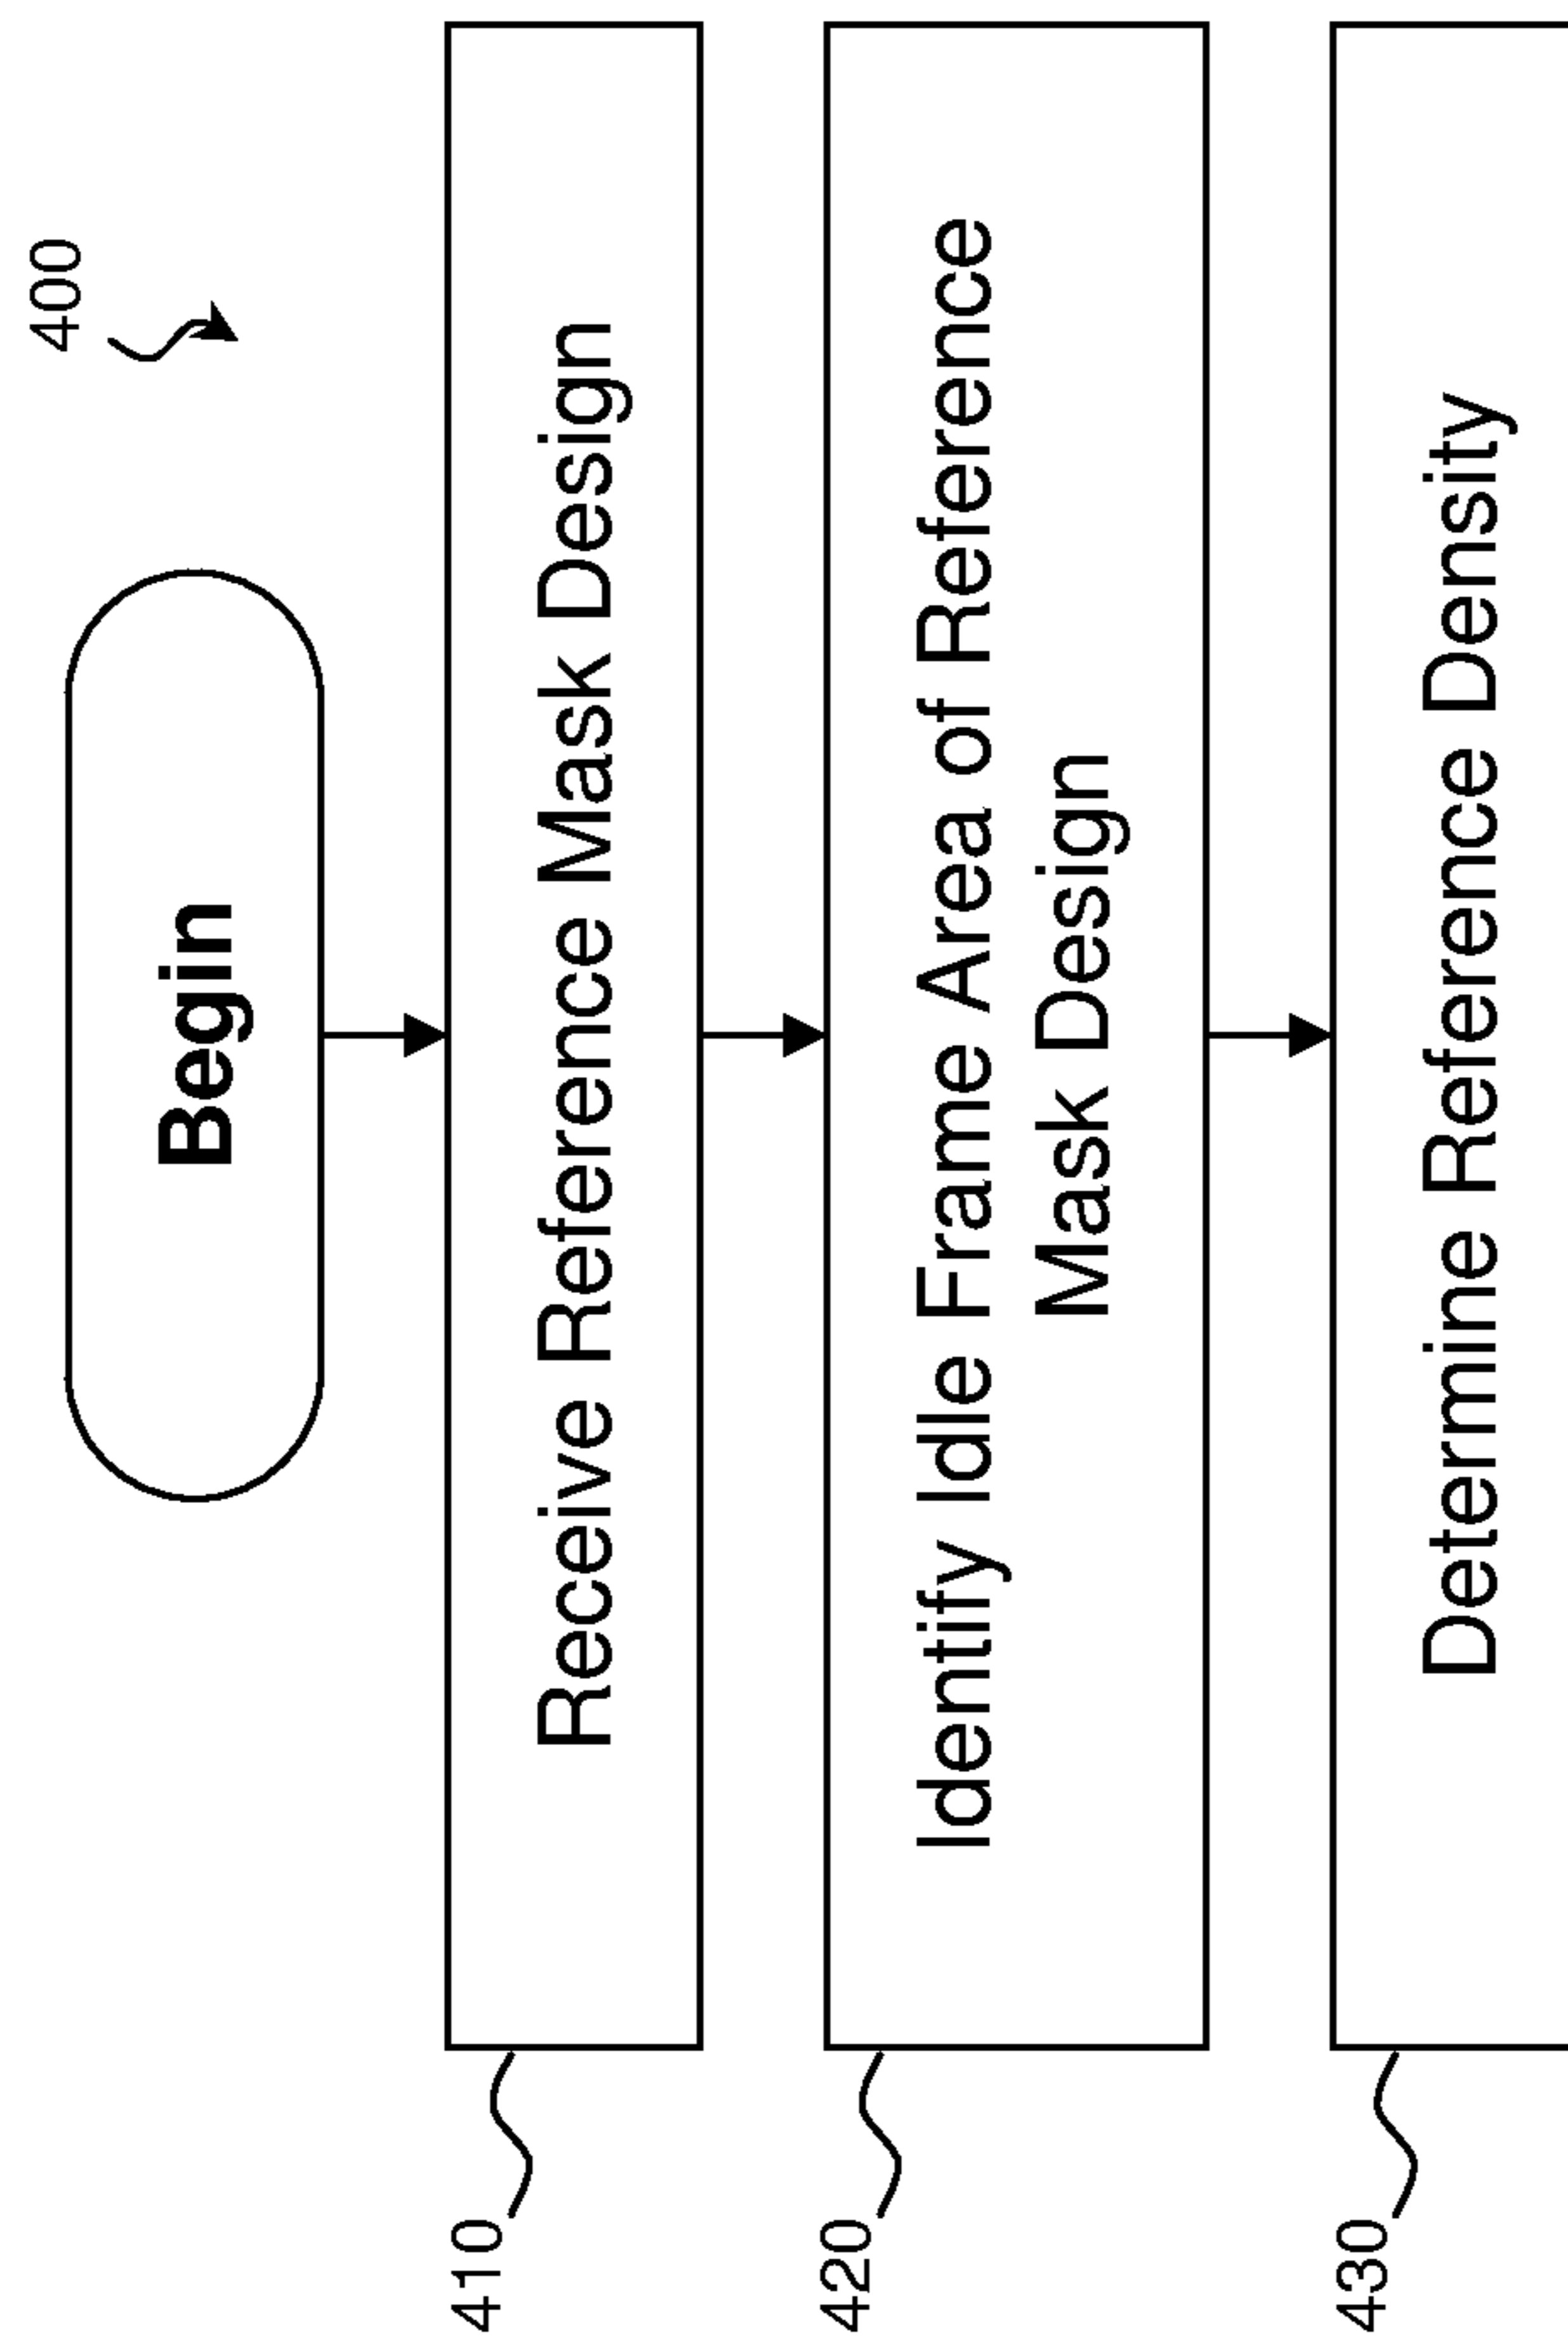 400
Begin
410
Receive Reference Mask Design
420
Identify Idle Frame Area of Reference
Mask Design
430
Determine Reference Density